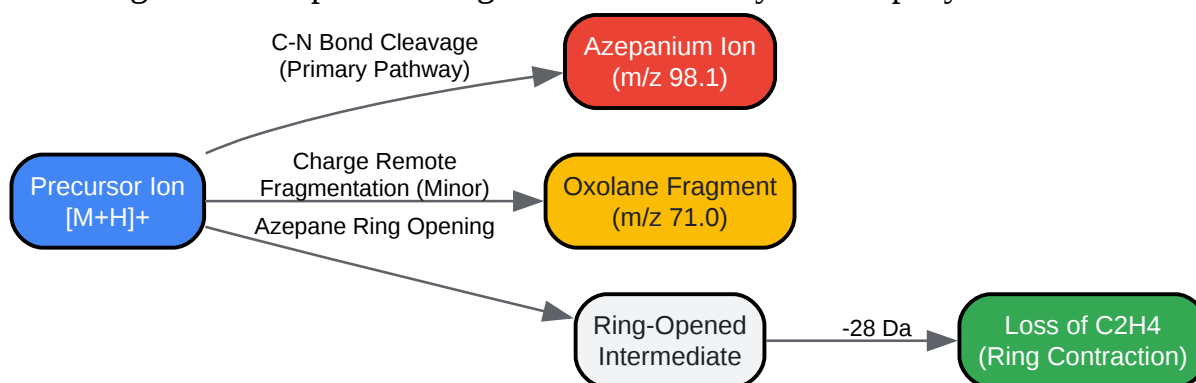 C-N Bond Cleavage
(Primary Pathway)
Azepanium Ion
(m/z 98.1)
Precursor Ion
[M+H]+
Charge Remote
Fragmentation (Minor)
Oxolane Fragment
(m/z 71.0)
Azepane Ring Opening
Ring-Opened
Intermediate
-28 Da
Loss of C2H4
(Ring Contraction)